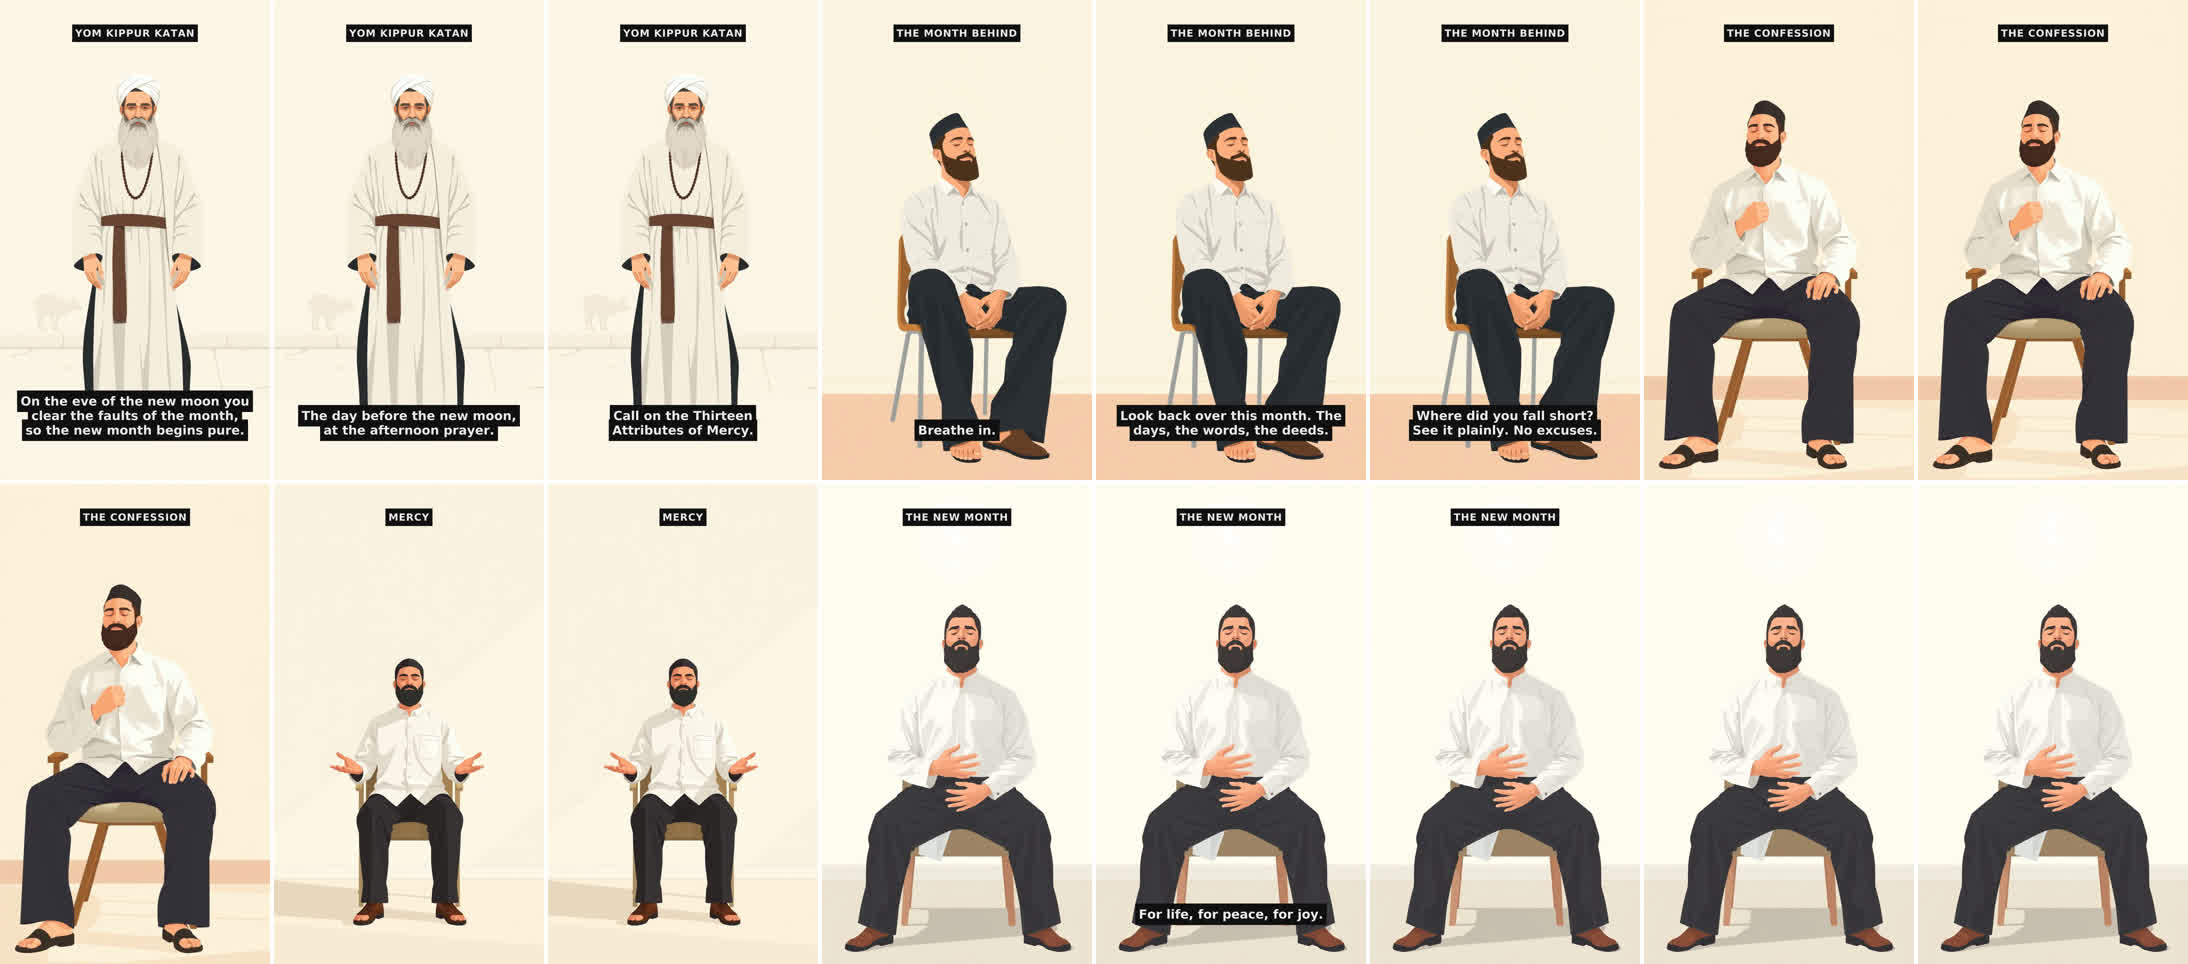 YOM KIPPUR KATAN
On the eve of the new moon you
clear the faults of the month,
so the new month begins pure.
YOM KIPPUR KATAN
The day before the new moon,
at the afternoon prayer.
YOM KIPPUR KATAN
Call on the Thirteen
Attributes of Mercy.
THE MONTH BEHIND
Breathe in.
THE MONTH BEHIND
Look back over this month. The
days, the words, the deeds.
THE MONTH BEHIND
Where did you fall short?
See it plainly. No excuses.
THE CONFESSION
THE CONFESSION
THE CONFESSION
MERCY
MERCY
THE NEW MONTH
THE NEW MONTH
For life, for peace, for joy.
THE NEW MONTH